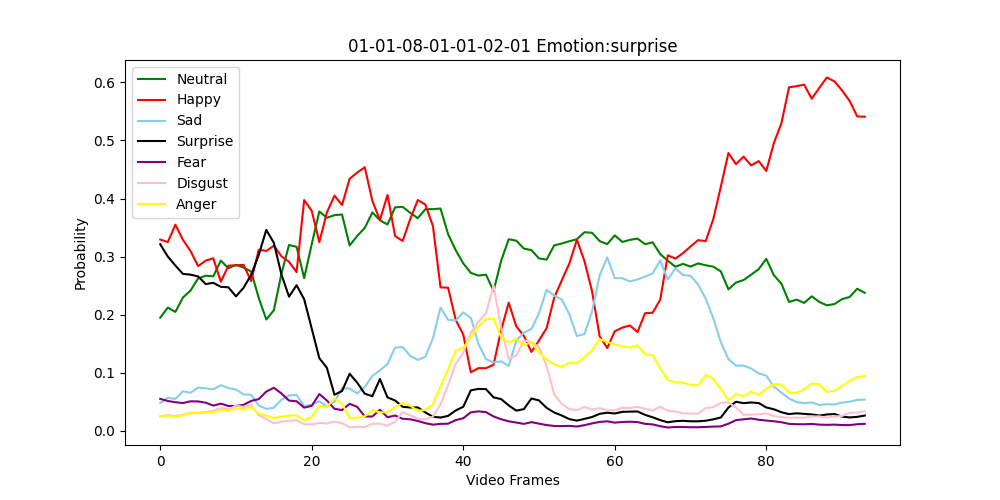 01-01-08-01-01-02-01 Emotion:surprise
Neutral
Happy
Sad
Surprise
Fear
Disgust
Anger
Probability
0.6
0.5
0.4
0.3
0.2
0.1
0.0
0 20 40 60 80
Video Frames